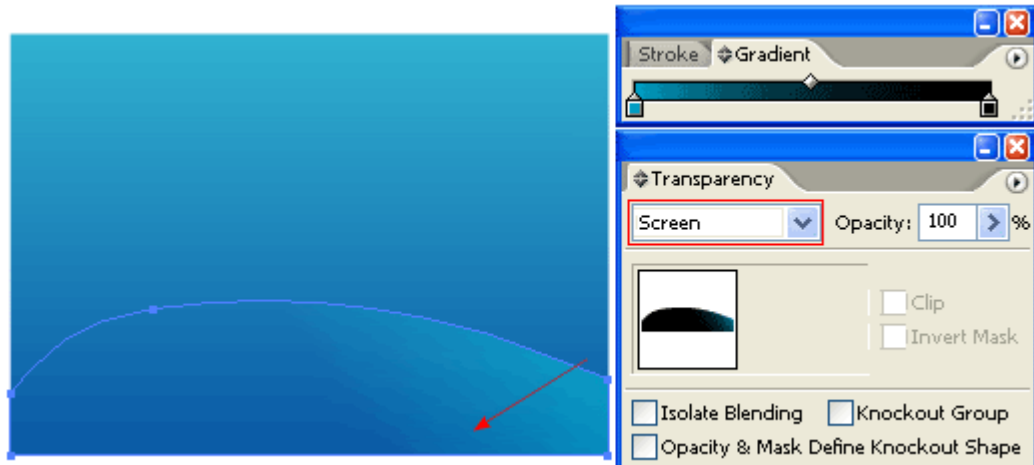 Stroke Gradient
Transparency
Screen Opacity: 100 %
Clip
Invert Mask
Isolate Blending Knockout Group
Opacity & Mask Define Knockout Shape